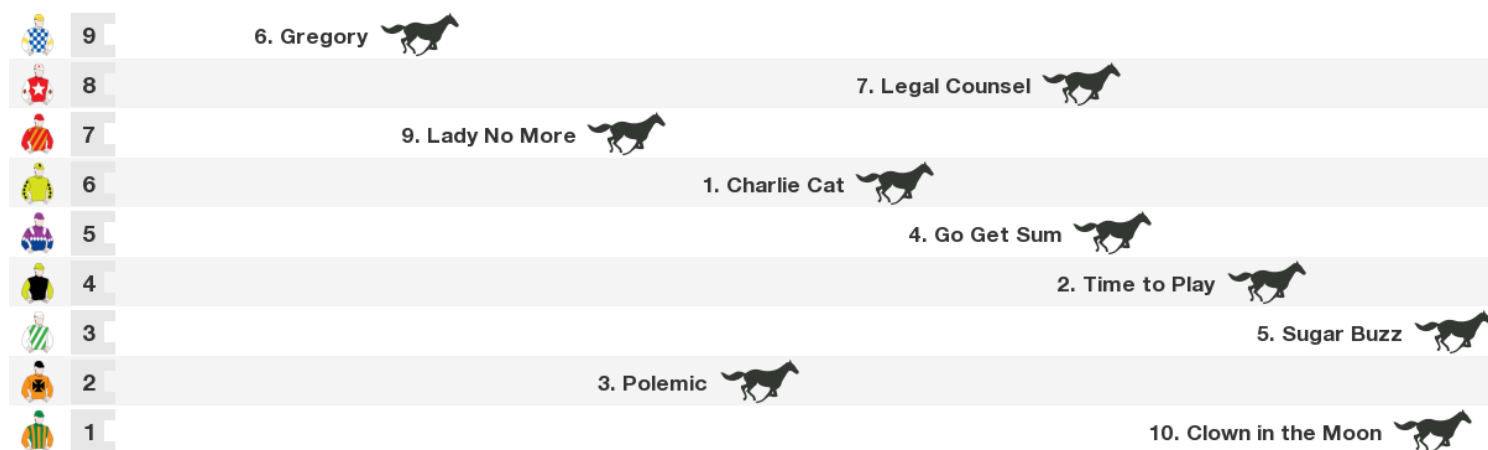 9 6. Gregory
8 7. Legal Counsel
7 9. Lady No More
6 1. Charlie Cat
5 4. Go Get Sum
4 2. Time to Play
3 5. Sugar Buzz
2 3. Polemic
1 10. Clown in the Moon